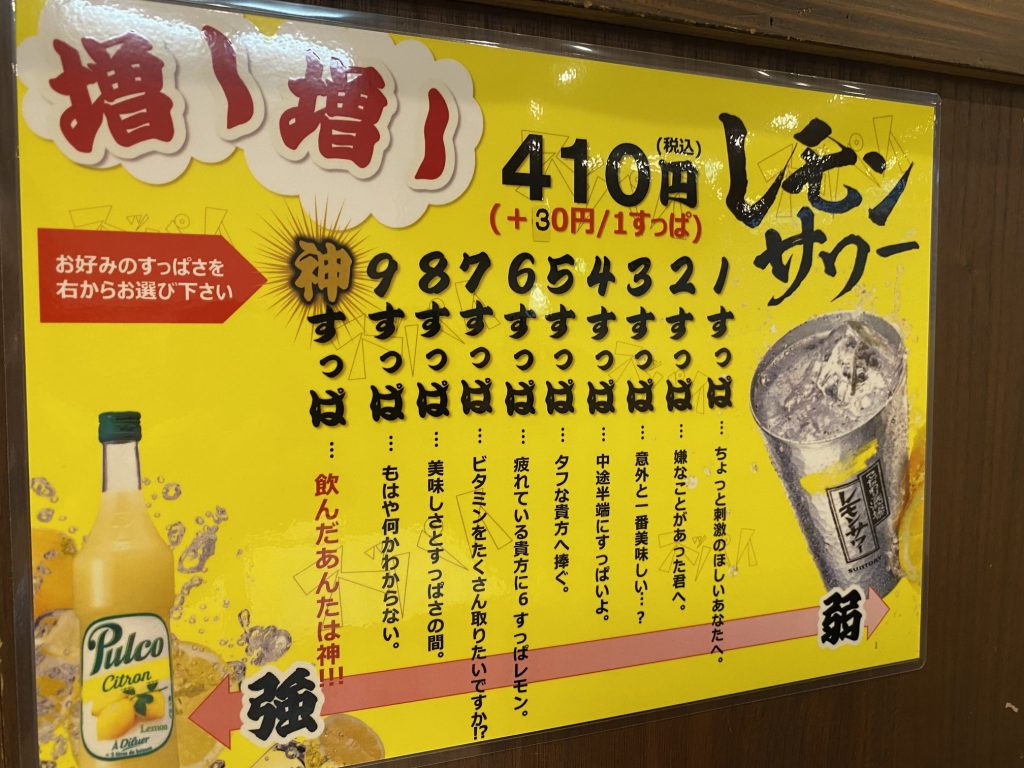 増ー増ー
410円(税込)
(+30円/1すっぱ)
レモン
サワー
お好みのすっぱさを
右からお選び下さい
1すっぱ…ちょっと刺激のほしいあなたへ。
2すっぱ…嫌なことがあった君へ。
3すっぱ…意外と一番美味しい…?
4すっぱ…中途半端にすっぱいよ。
5すっぱ…タフな貴方へ捧ぐ。
6すっぱ…疲れている貴方に6すっぱレモン。
7すっぱ…ビタミンをたくさん取りたいですか!?
8すっぱ…美味しさとすっぱさの間。
9すっぱ…もはや何かわからない。
神すっぱ…飲んだあんたは神!!!
強
弱
Pulco
Citron
Lemon
À Diluer
レモンサワー
SUNTORY